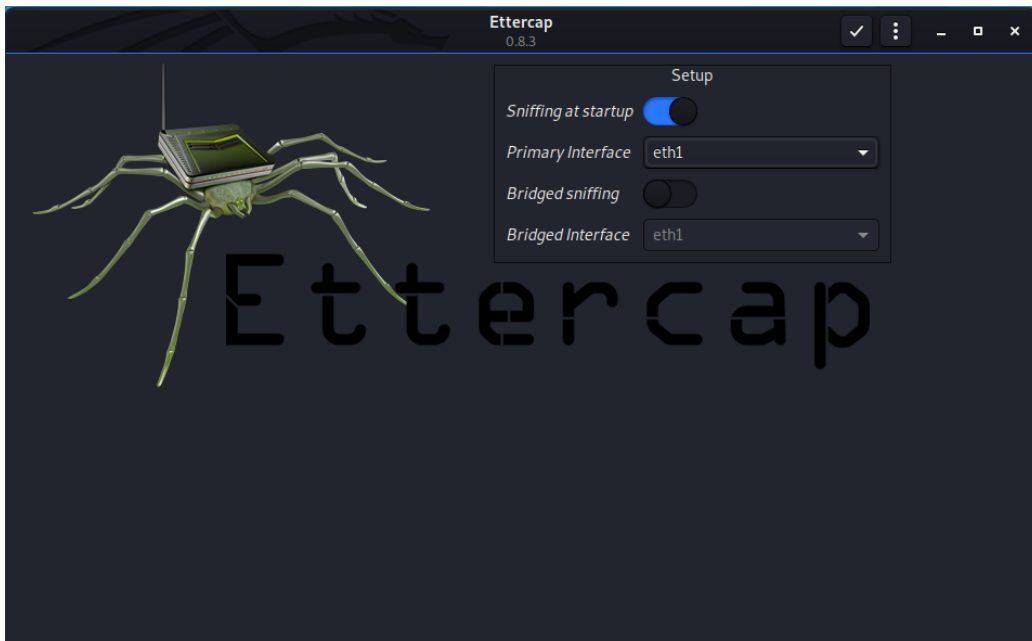 Ettercap
0.8.3
Setup
Sniffing at startup
Primary Interface eth1
Bridged sniffing
Bridged Interface eth1
Ettercap